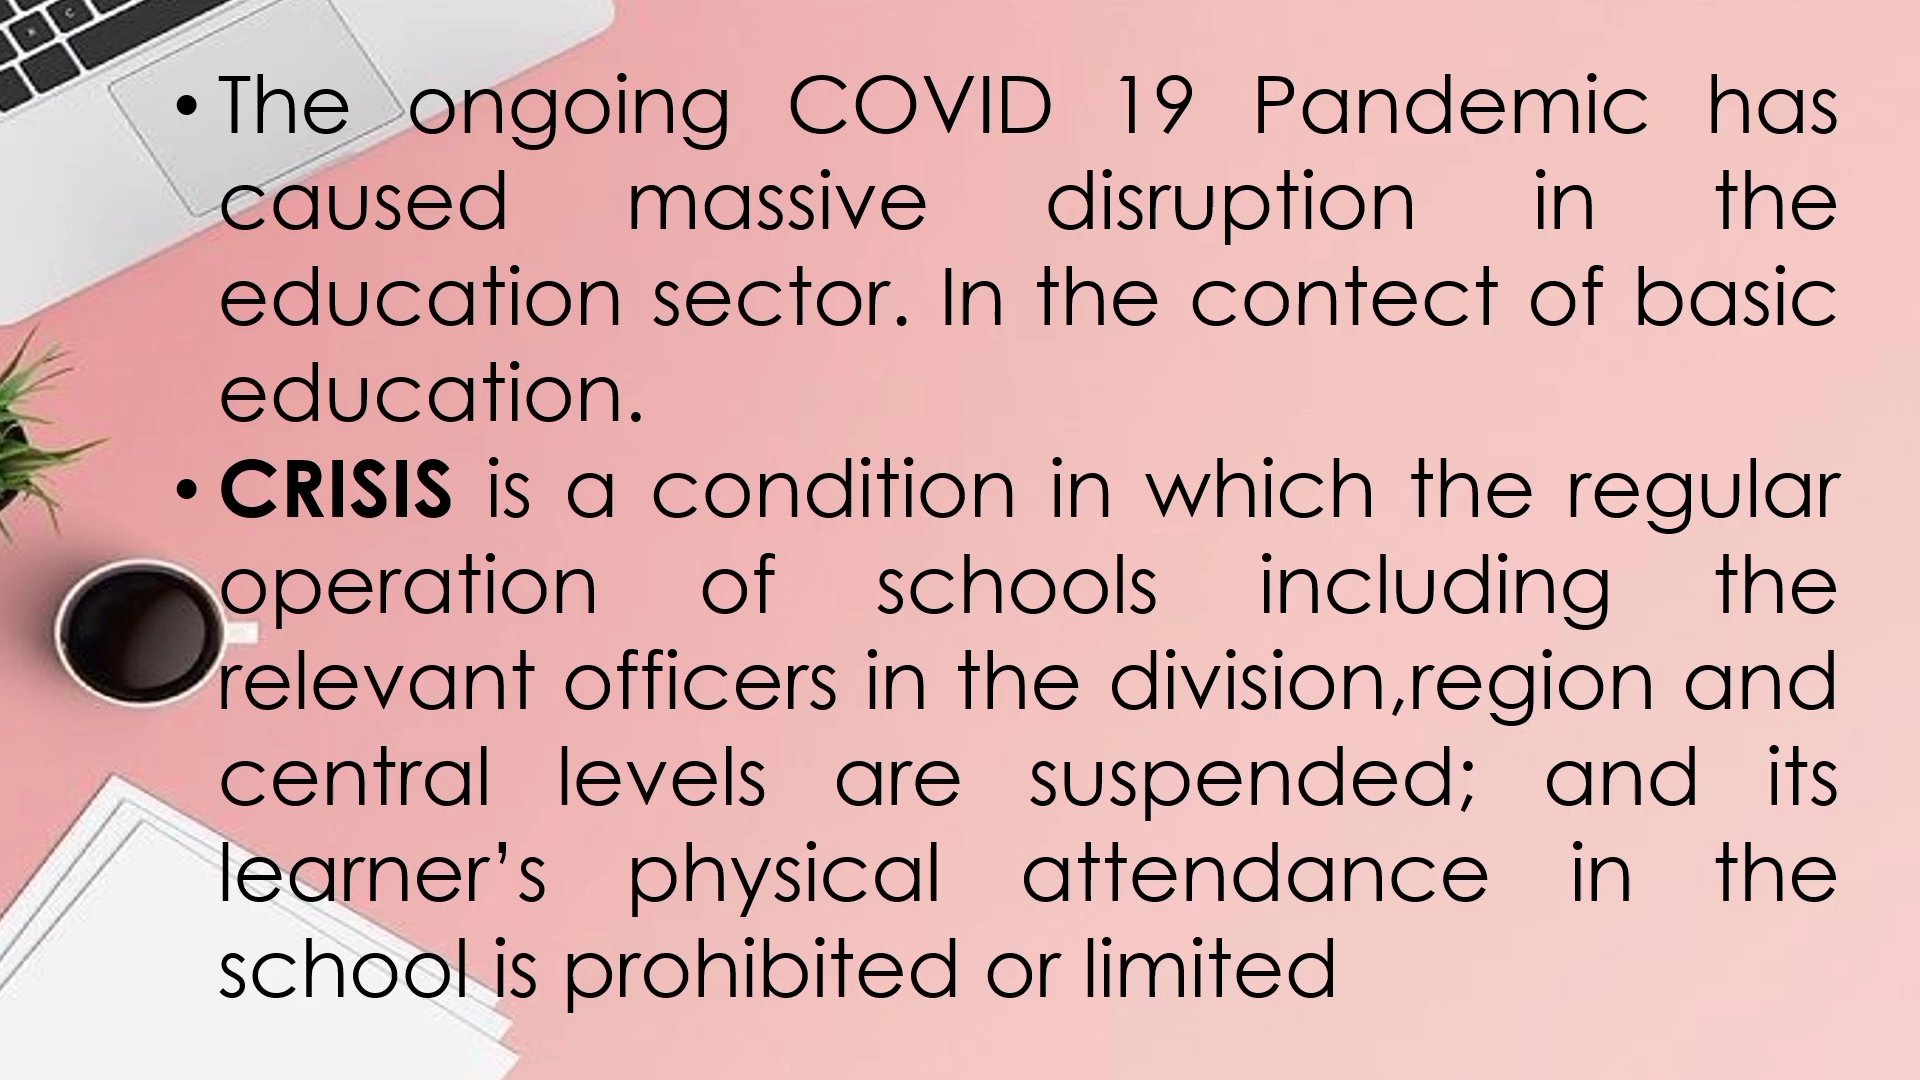 • The ongoing COVID 19 Pandemic has
caused massive disruption in the
education sector. In the contect of basic
education.
• CRISIS is a condition in which the regular
operation of schools including the
relevant officers in the division,region and
central levels are suspended; and its
learner’s physical attendance in the
school is prohibited or limited